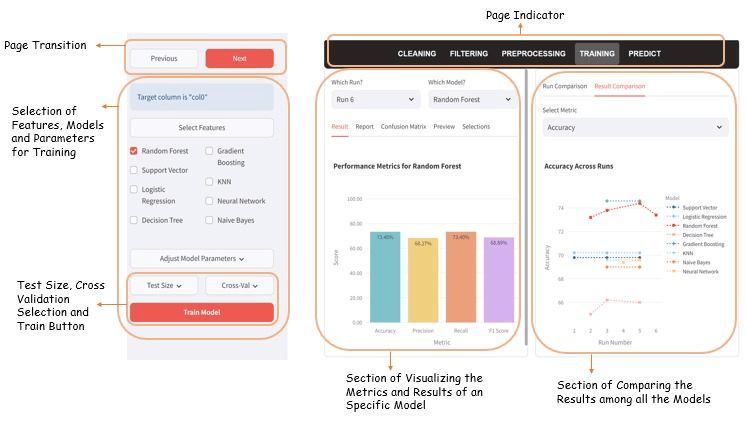 Page Indicator
Page Transition
Previous
Next
Target column is "col0"
Selection of
Features, Models
and Parameters
for Training
Select Features
Random Forest
Gradient
Boosting
Support Vector
KNN
Logistic
Regression
Neural Network
Decision Tree
Naive Bayes
Adjust Model Parameters
Test Size, Cross
Validation
Selection and
Train Button
Test Size
Cross-Val
Train Model
CLEANING FILTERING PREPROCESSING TRAINING PREDICT
Which Run?
Which Model?
Run 6
Random Forest
Result Report Confusion Matrix Preview Selections
Performance Metrics for Random Forest
100.00
80.00
60.00
40.00
20.00
0.00
Score
73.40%
68.27%
73.40%
68.89%
Accuracy Precision Recall F1 Score
Metric
Section of Visualizing the
Metrics and Results of an
Specific Model
Run Comparison Result Comparison
Select Metric
Accuracy
Accuracy Across Runs
74
72
70
68
66
Accuracy
1 2 3 4 5 6
Run Number
Model
Support Vector
Logistic Regression
Random Forest
Decision Tree
Gradient Boosting
KNN
Naive Bayes
Neural Network
Section of Comparing the
Results among all the Models